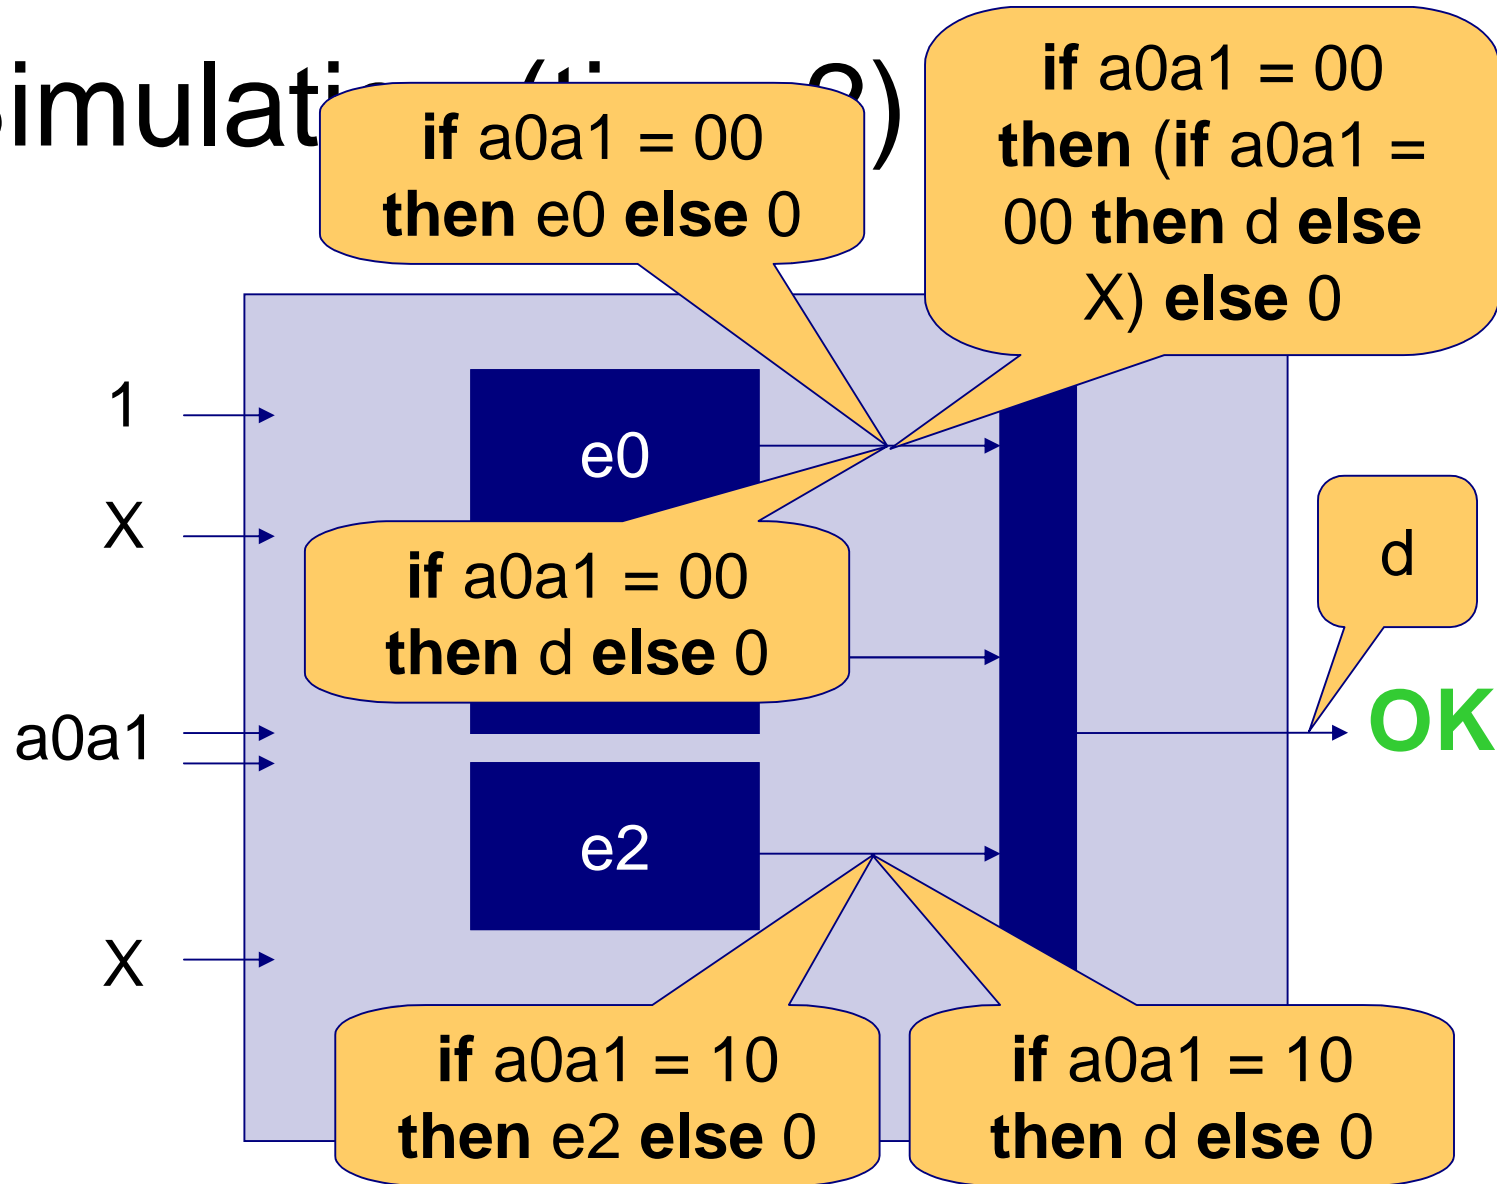 if a0a1 = 00
then e0 else 0
if a0a1 = 00
then (if a0a1 =
00 then d else
X) else 0
1
e0
X
if a0a1 = 00
then d else 0
d
a0a1
OK
e2
X
if a0a1 = 10
then e2 else 0
if a0a1 = 10
then d else 0